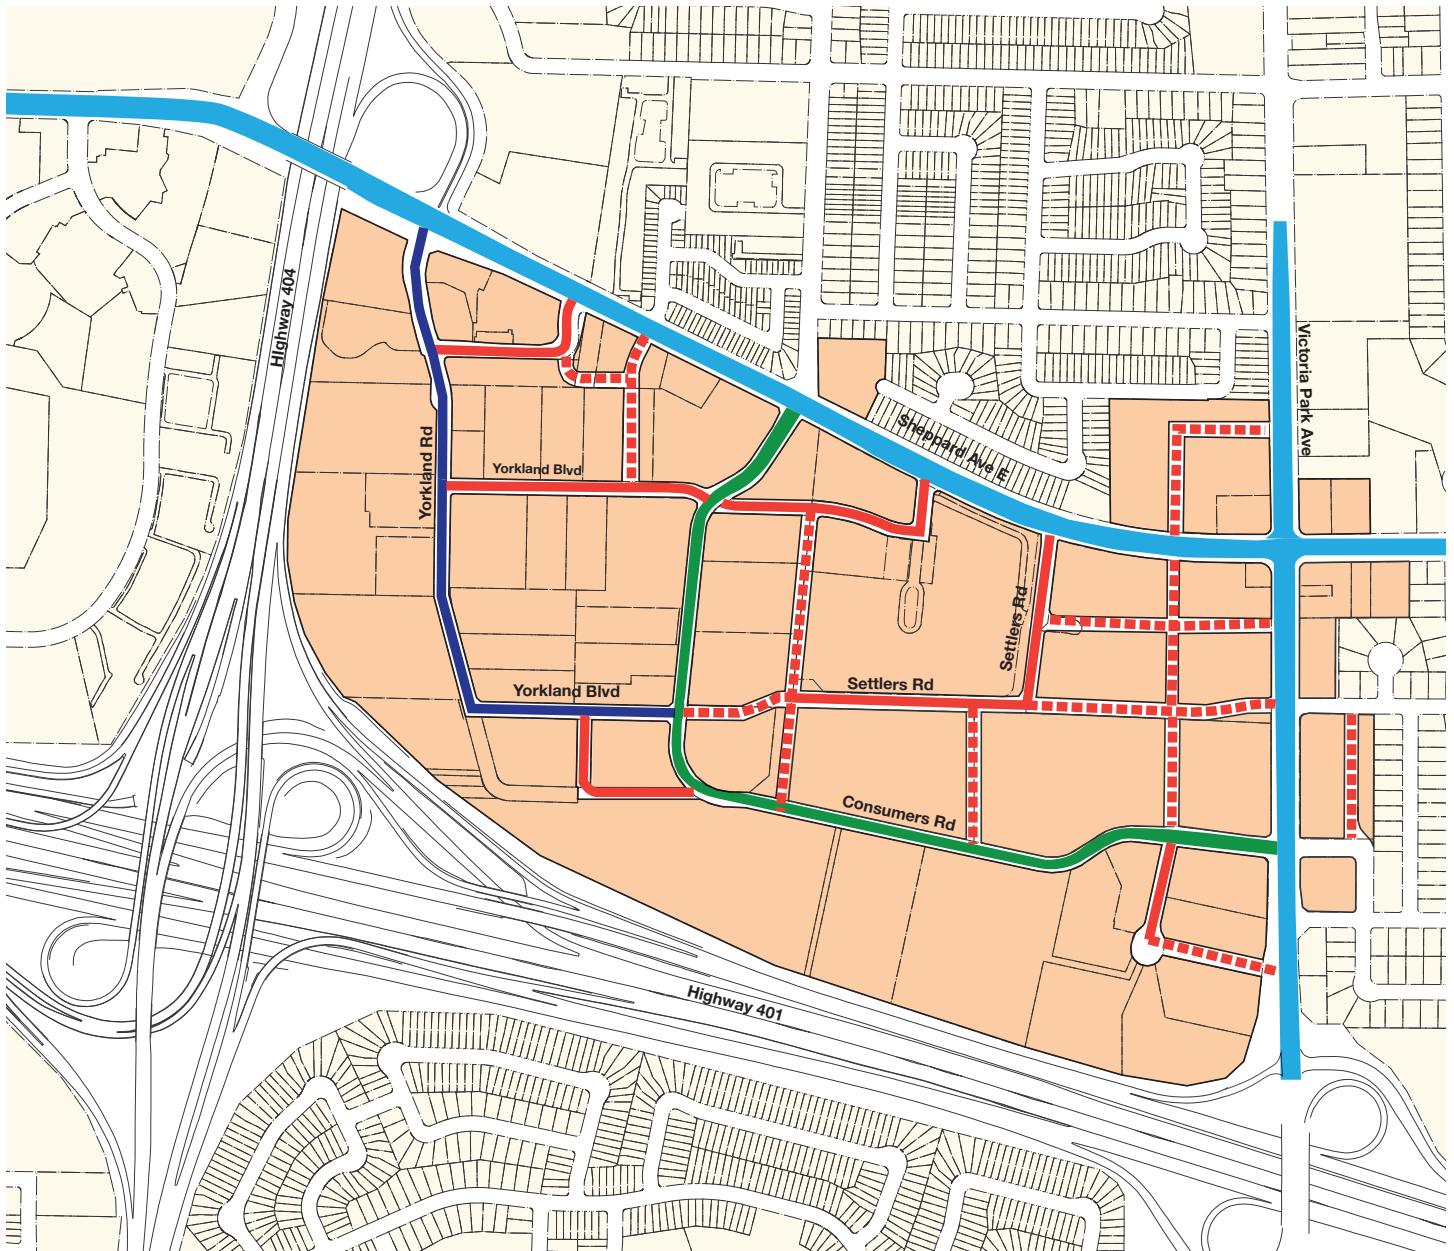 HIghway 404
Victoria Park Ave
Sheppard Ave E
Yorkland Rd
Yorkland Blvd
Settlers Rd
Yorkland Blvd
Settlers Rd
Consumers Rd
Highway 401